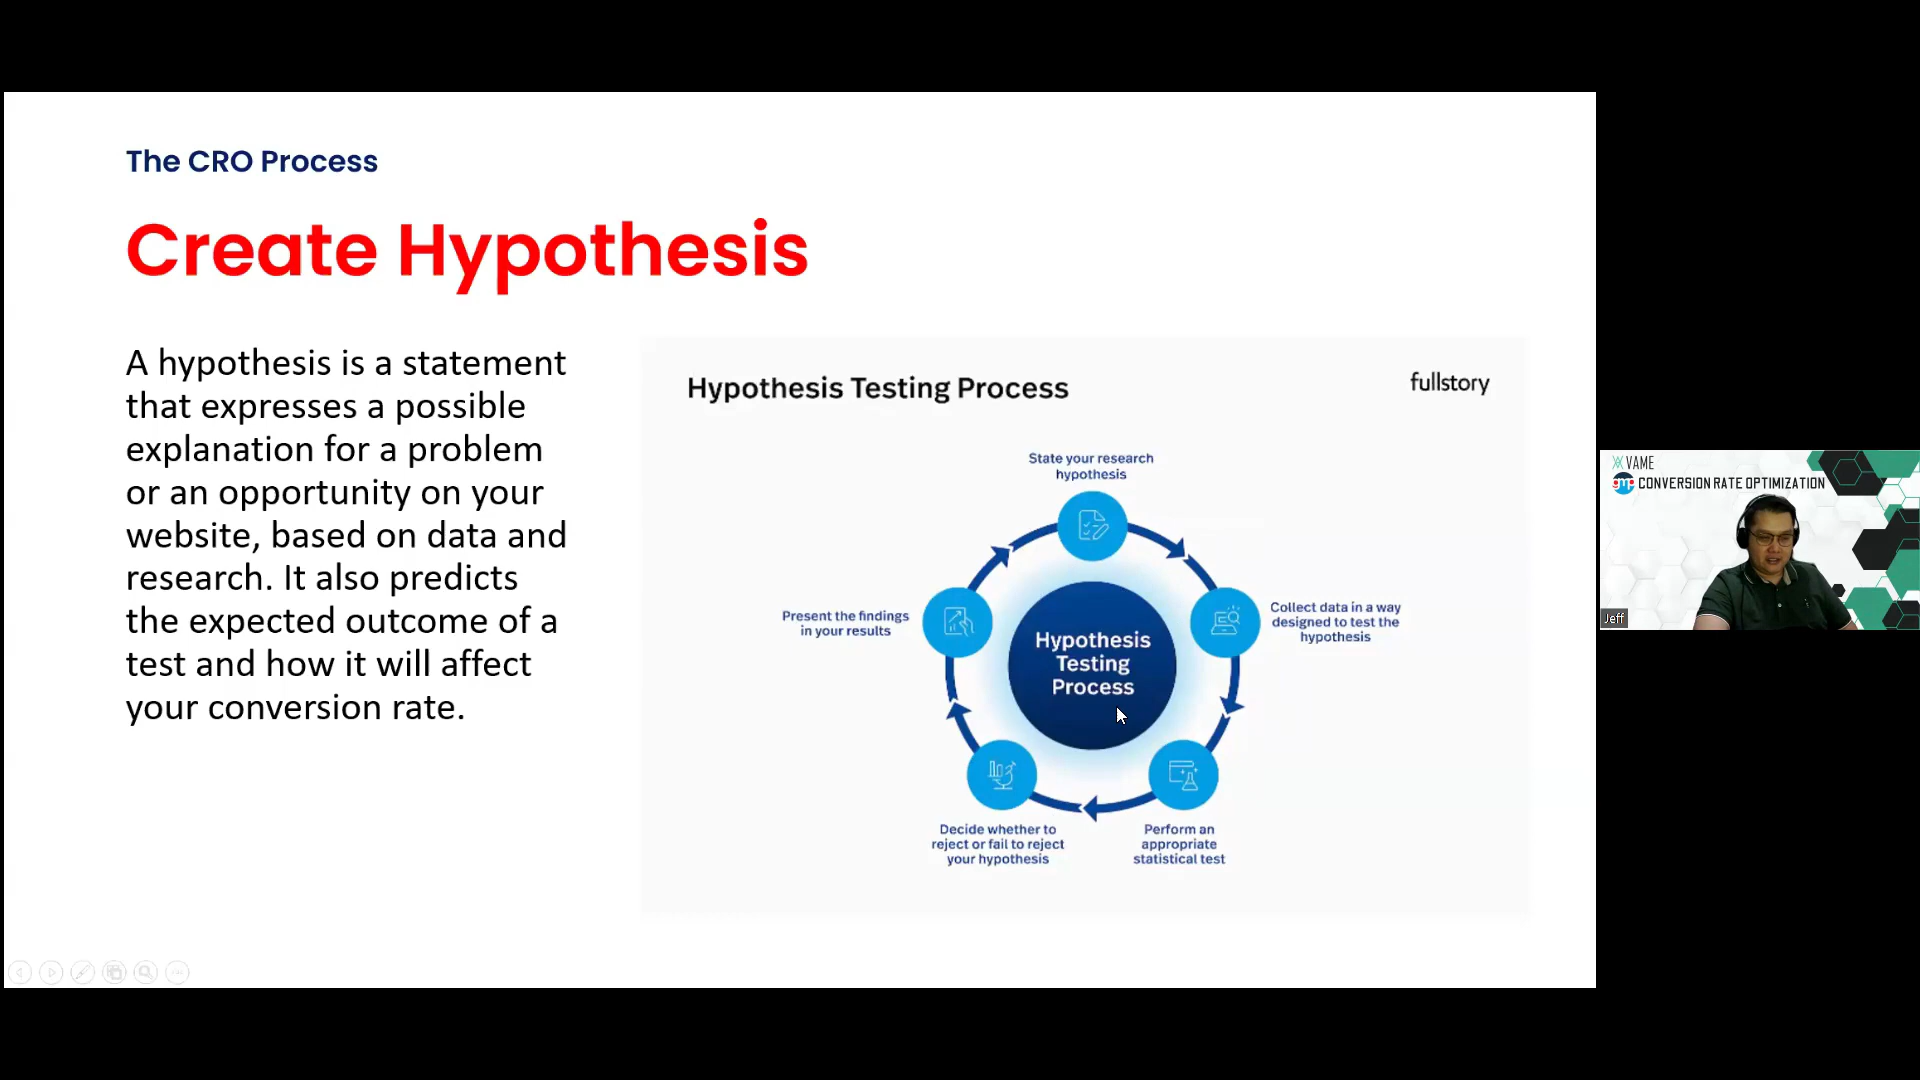 The CRO Process
Create Hypothesis
A hypothesis is a statement
that expresses a possible
explanation for a problem
or an opportunity on your
website, based on data and
research. It also predicts
the expected outcome of a
test and how it will affect
your conversion rate.
Hypothesis Testing Process
fullstory
State your research
hypothesis
Collect data in a way
designed to test the
hypothesis
Perform an
appropriate
statistical test
Decide whether to
reject or fail to reject
your hypothesis
Present the findings
in your results
Hypothesis
Testing
Process
VAME
gmp CONVERSION RATE OPTIMIZATION
Jeff